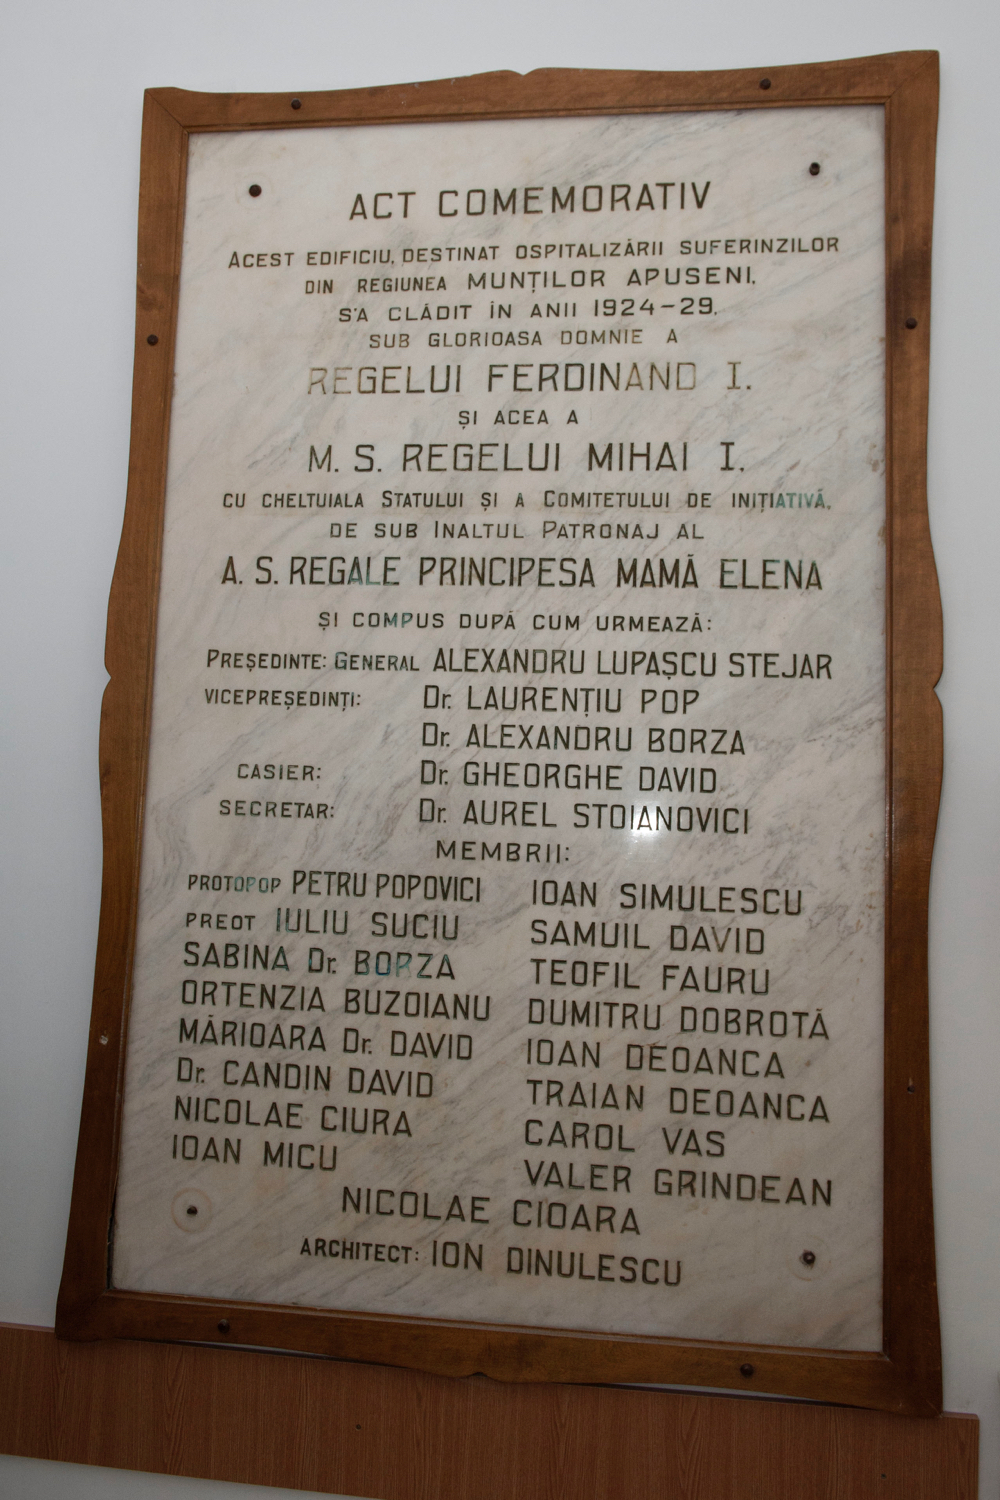 ACT COMEMORATIV
ACEST EDIFICIU, DESTINAT OSPITALIZĂRII SUFERINZILOR
DIN REGIUNEA MUNȚILOR APUSENI,
S'A CLĂDIT ÎN ANII 1924-29,
SUB GLORIOASA DOMNIE A
REGELUI FERDINAND I.
ȘI ACEA A
M. S. REGELUI MIHAI I.
CU CHELTUIALA STATULUI ȘI A COMITETULUI DE INIȚIATIVĂ,
DE SUB INALTUL PATRONAJ AL
A. S. REGALE PRINCIPESA MAMĂ ELENA
ȘI COMPUS DUPĂ CUM URMEAZĂ:
PREȘEDINTE: GENERAL ALEXANDRU LUPAȘCU STEJAR
VICEPREȘEDINȚI: Dr. LAURENȚIU POP
Dr. ALEXANDRU BORZA
CASIER: Dr. GHEORGHE DAVID
SECRETAR: Dr. AUREL STOIANOVICI
MEMBRII:
PROTOPOP PETRU POPOVICI IOAN SIMULESCU
PREOT IULIU SUCIU SAMUIL DAVID
SABINA Dr. BORZA TEOFIL FAURU
ORTENZIA BUZOIANU DUMITRU DOBROTĂ
MĂRIOARA Dr. DAVID IOAN DEOANCA
Dr. CANDIN DAVID TRAIAN DEOANCA
NICOLAE CIURA CAROL VAS
IOAN MICU VALER GRINDEAN
NICOLAE CIOARA
ARCHITECT: ION DINULESCU